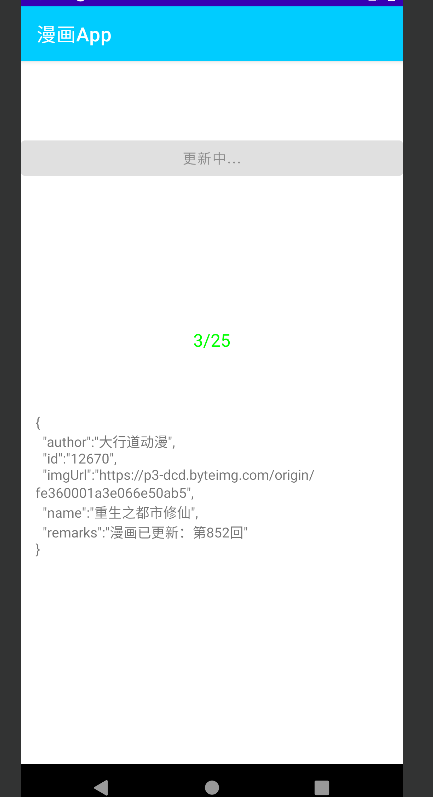 漫画App
更新中...
3/25
{
"author":"大行道动漫",
"id":"12670",
"imgUrl":"https://p3-dcd.byteimg.com/origin/
fe360001a3e066e50ab5",
"name":"重生之都市修仙",
"remarks":"漫画已更新：第852回"
}